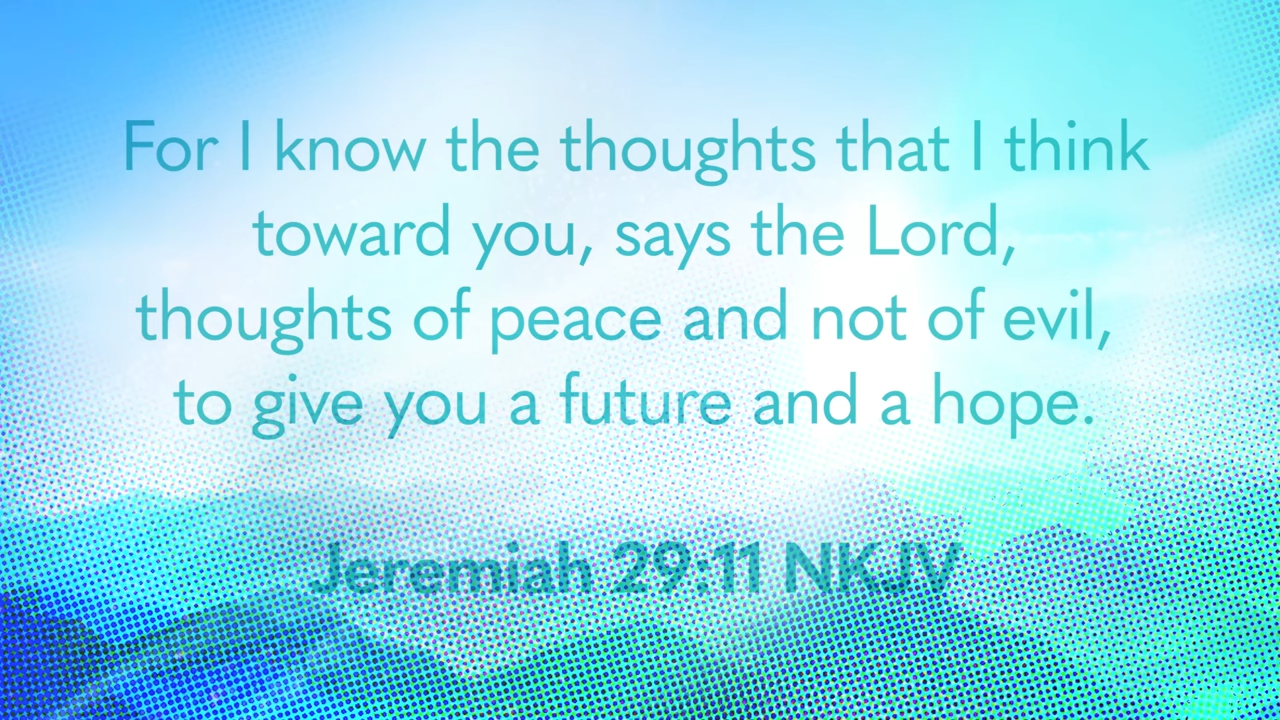 For I know the thoughts that I think
toward you, says the Lord,
thoughts of peace and not of evil,
to give you a future and a hope.
Jeremiah 29:11 NKJV